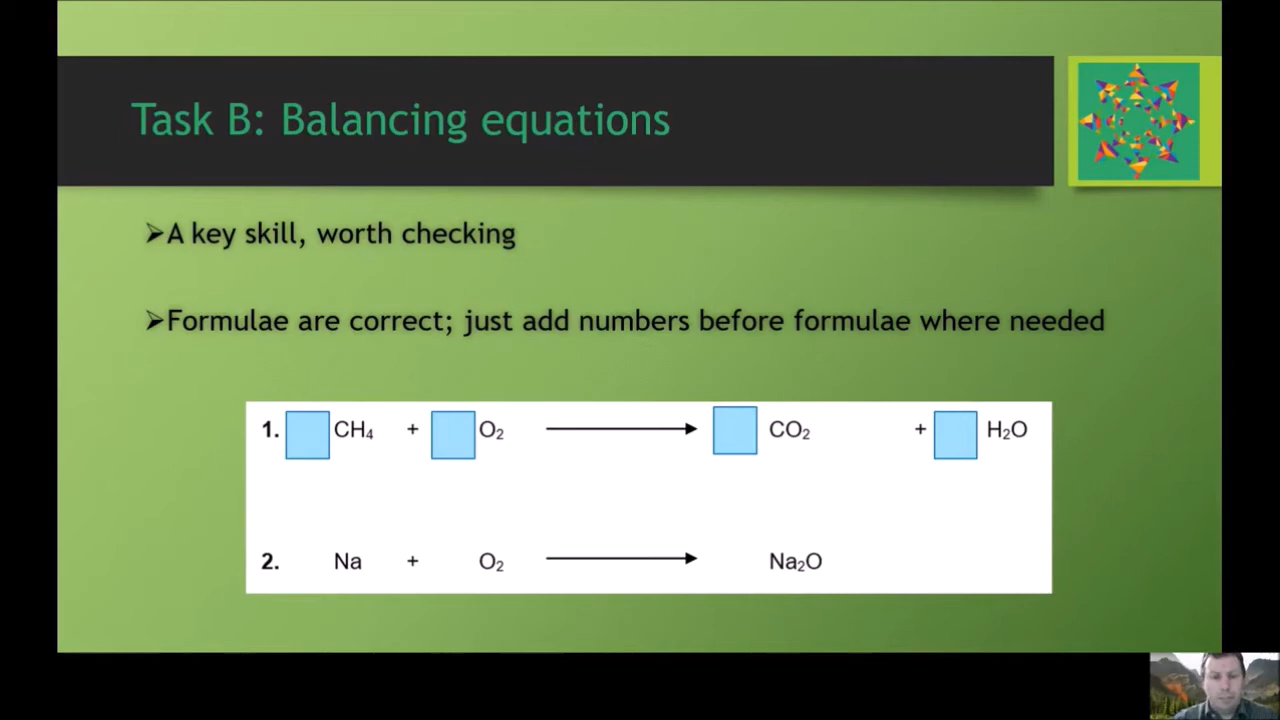 Task B: Balancing equations
➢A key skill, worth checking
➢Formulae are correct; just add numbers before formulae where needed
1. CH₄ + O₂ ⟶ CO₂ + H₂O
2. Na + O₂ ⟶ Na₂O